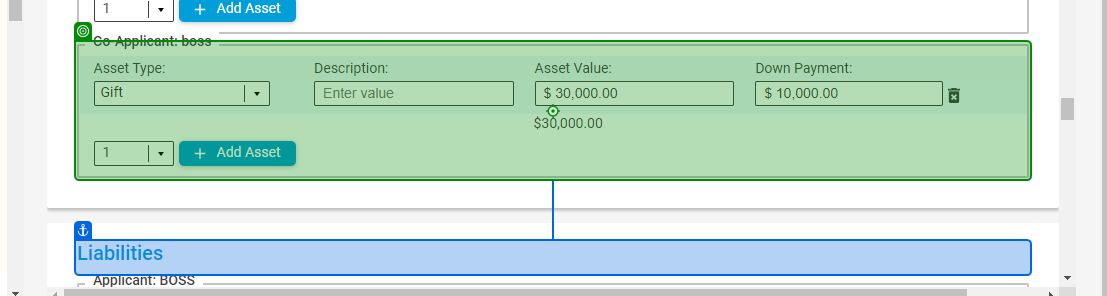 1 + Add Asset
Co-Applicant: boss
Asset Type: Description: Asset Value: Down Payment:
Gift Enter value $ 30,000.00 $ 10,000.00
$30,000.00
1 + Add Asset
Liabilities
Applicant: BOSS